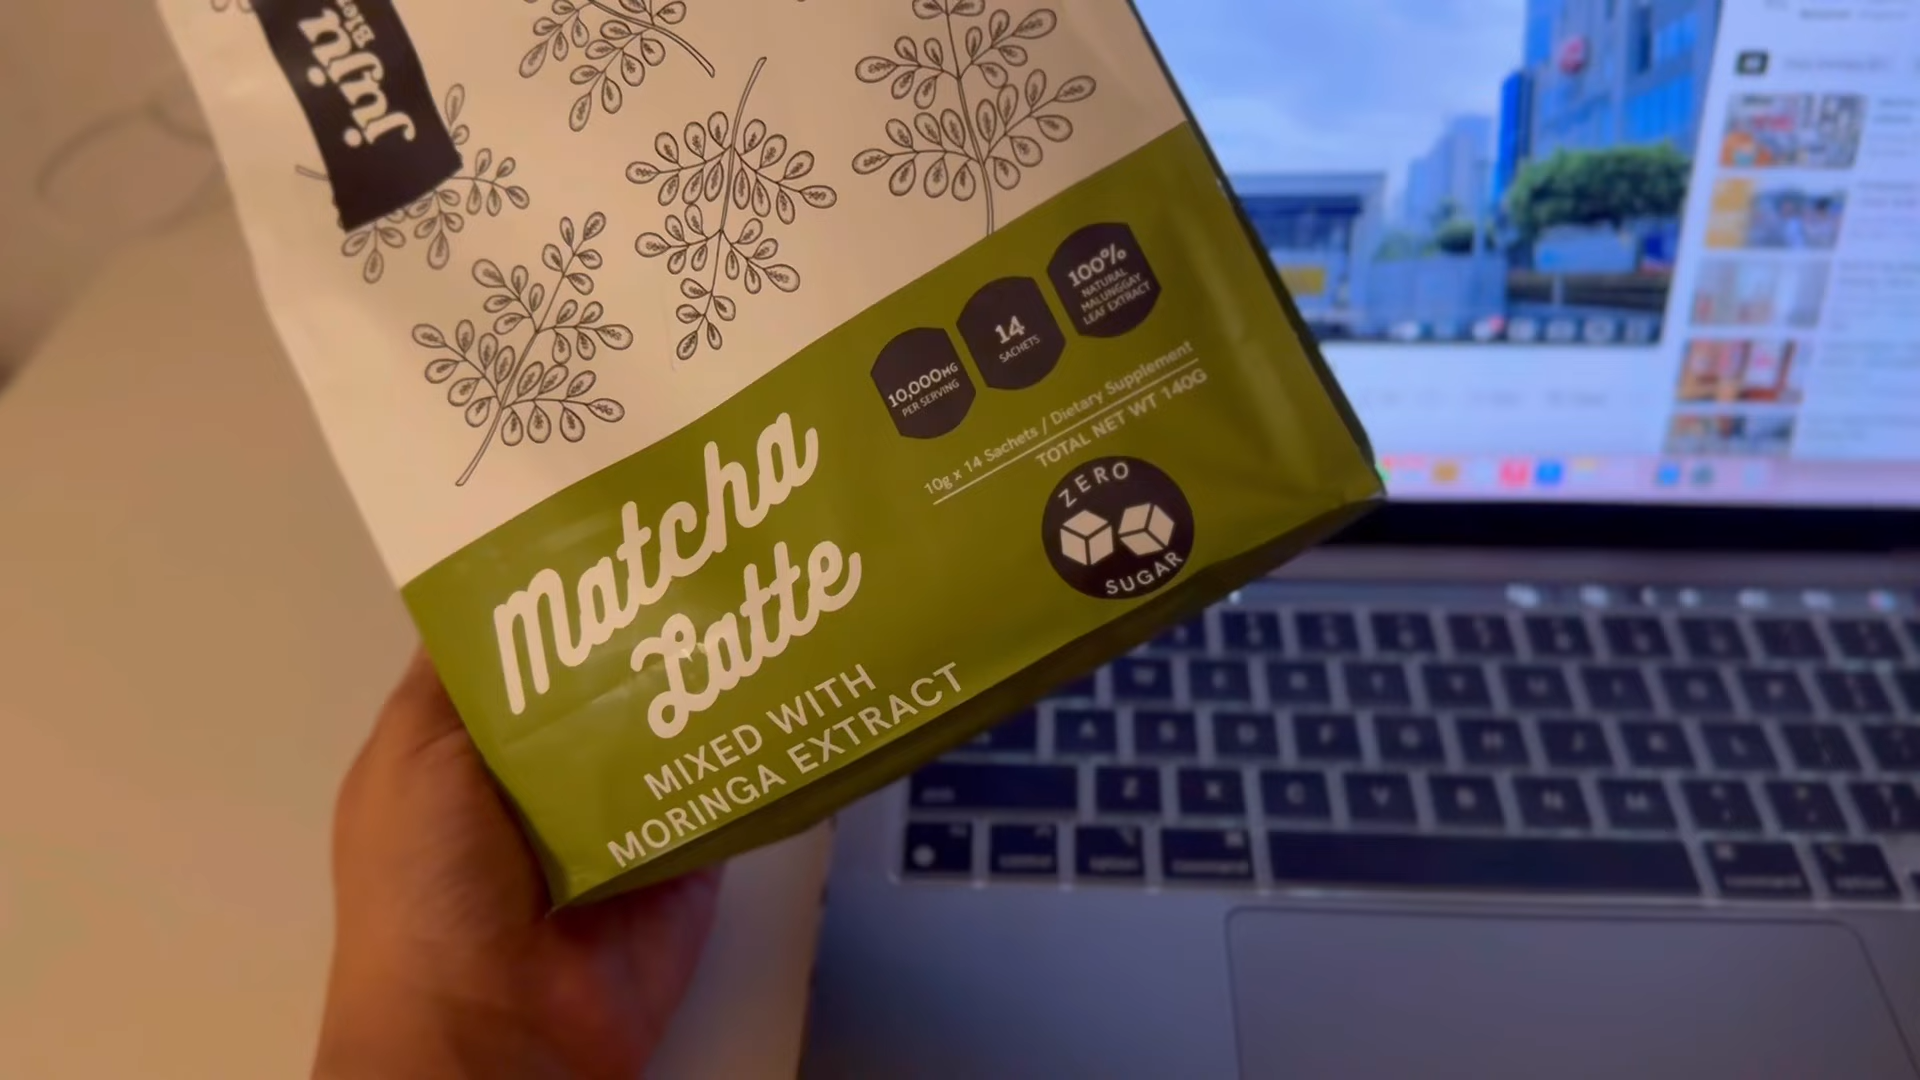 juju
10,000MG
PER SERVING
14
SACHETS
100%
NATURAL
MALUNGGAY
LEAF EXTRACT
10g x 14 Sachets / Dietary Supplement
TOTAL NET WT 140G
ZERO
SUGAR
Matcha
Latte
MIXED WITH
MORINGA EXTRACT